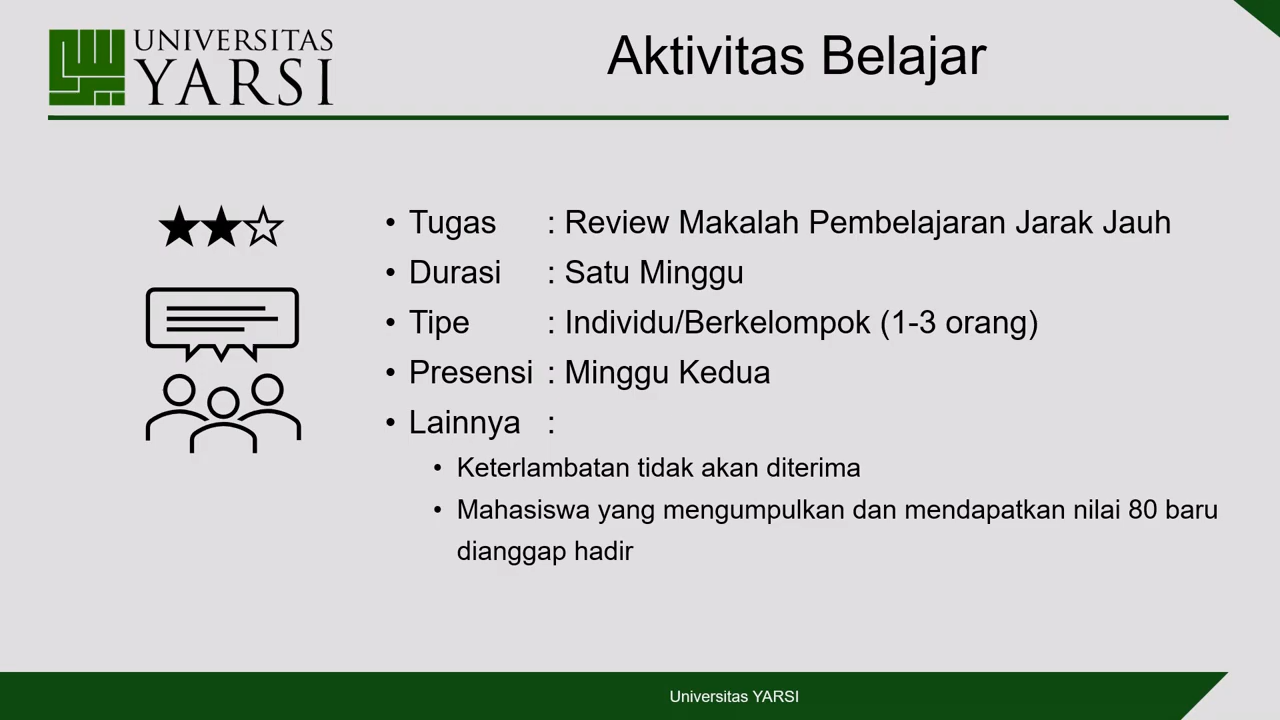 UNIVERSITAS
YARSI
Aktivitas Belajar
• Tugas : Review Makalah Pembelajaran Jarak Jauh
• Durasi : Satu Minggu
• Tipe : Individu/Berkelompok (1-3 orang)
• Presensi : Minggu Kedua
• Lainnya :
• Keterlambatan tidak akan diterima
• Mahasiswa yang mengumpulkan dan mendapatkan nilai 80 baru
dianggap hadir
Universitas YARSI